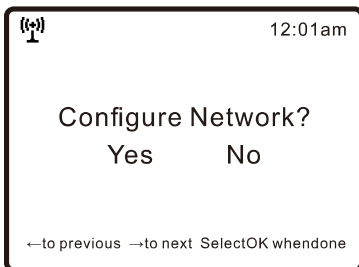 12:01am
Configure Network?
Yes No
←to previous →to next SelectOK whendone